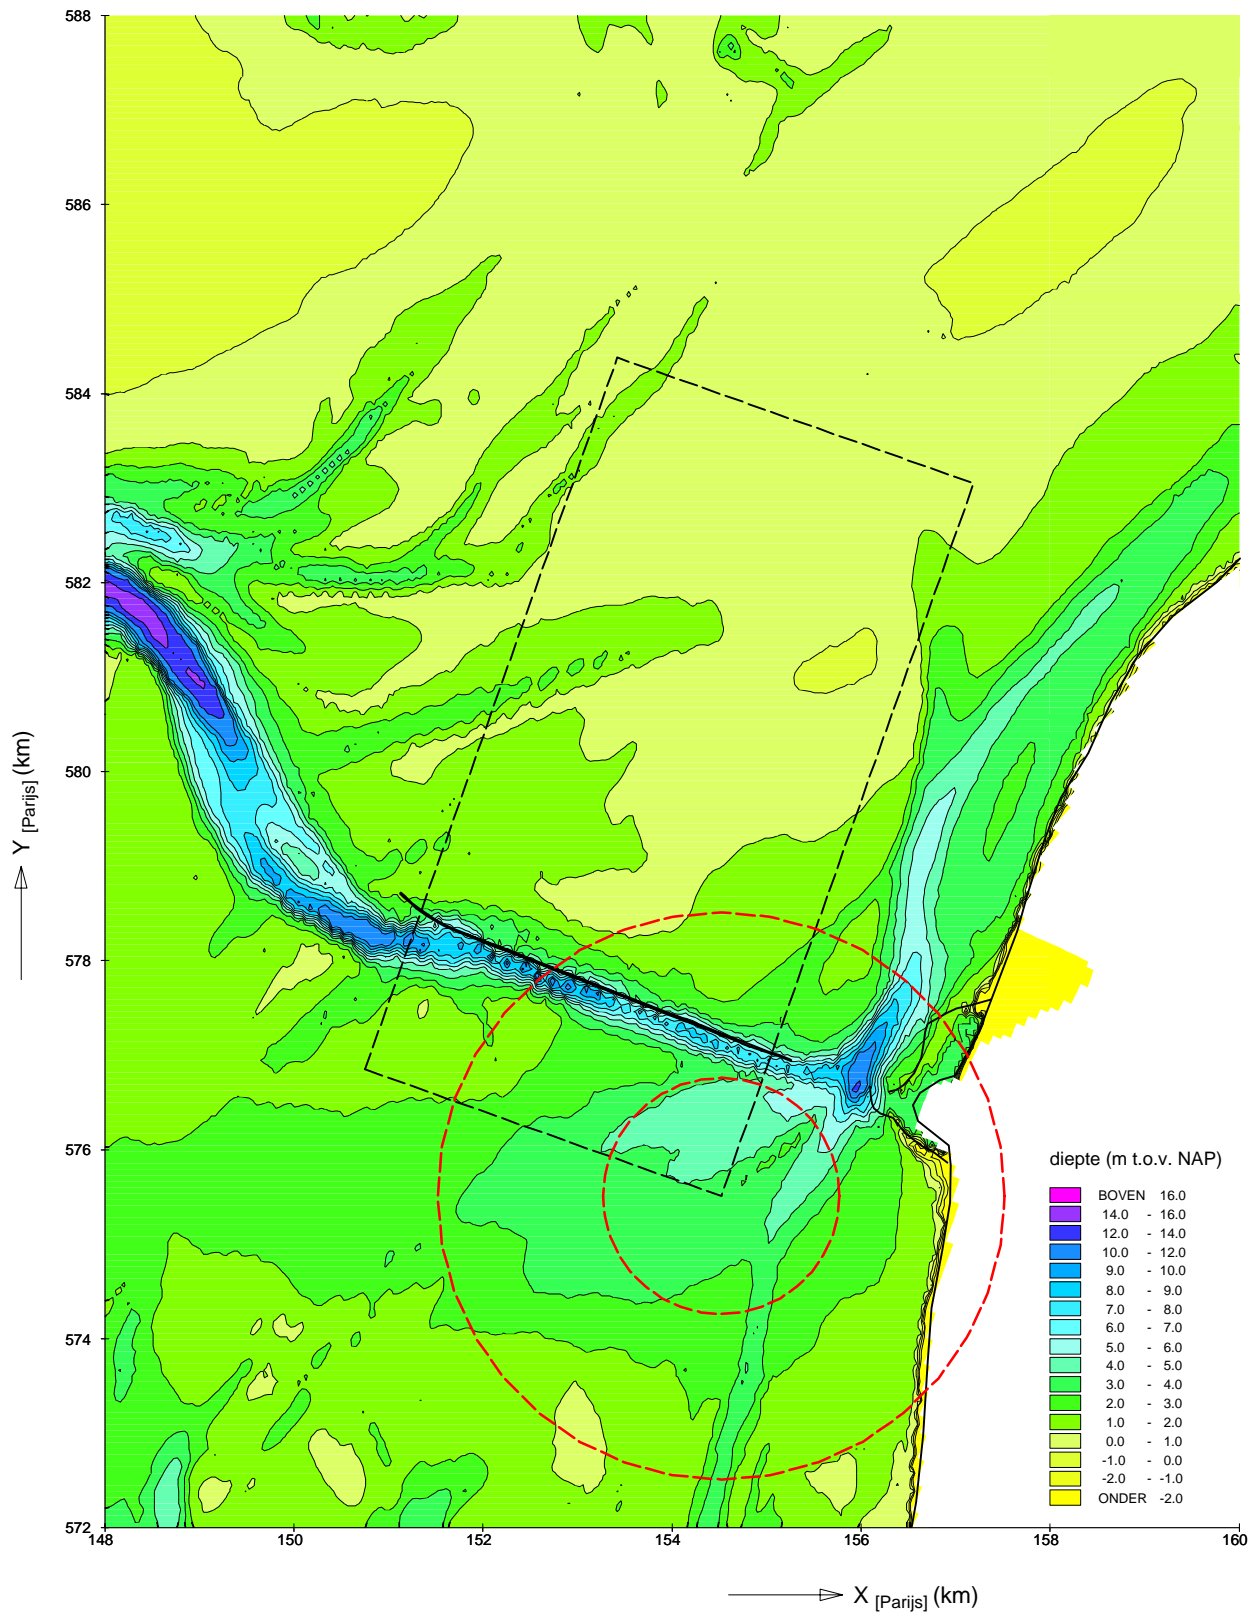 588
586
584
582
580
578
576
574
572
148
150
152
154
156
158
160
Y [Parijs] (km)
X [Parijs] (km)
diepte (m t.o.v. NAP)
BOVEN 16.0
14.0 - 16.0
12.0 - 14.0
10.0 - 12.0
9.0 - 10.0
8.0 - 9.0
7.0 - 8.0
6.0 - 7.0
5.0 - 6.0
4.0 - 5.0
3.0 - 4.0
2.0 - 3.0
1.0 - 2.0
0.0 - 1.0
-1.0 - 0.0
-2.0 - -1.0
ONDER -2.0